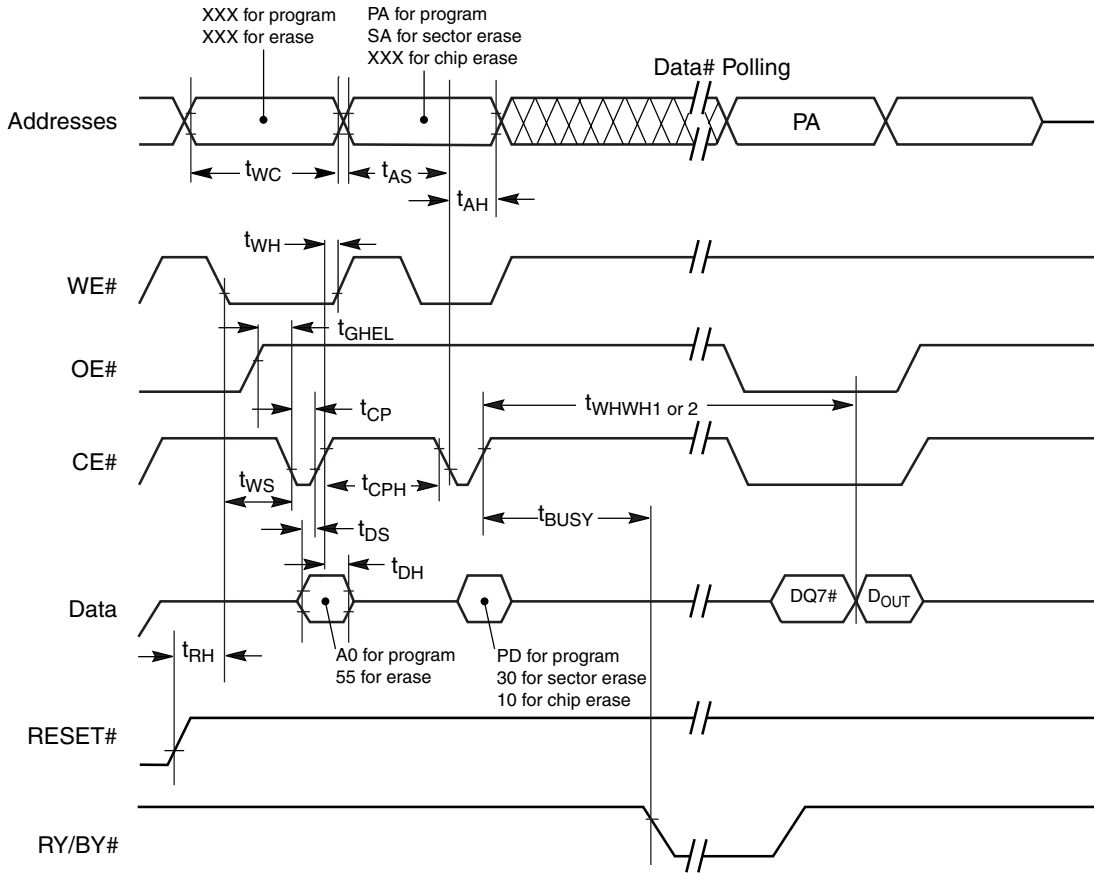 XXX for program
XXX for erase
PA for program
SA for sector erase
XXX for chip erase
Data# Polling
Addresses
PA
tWC
tAS
tAH
tWH
WE#
tGHEL
OE#
tWHWH1 or 2
tCP
CE#
tWS
tCPH
tBUSY
tDS
tDH
Data
DQ7#
DOUT
tRH
A0 for program
55 for erase
PD for program
30 for sector erase
10 for chip erase
RESET#
RY/BY#